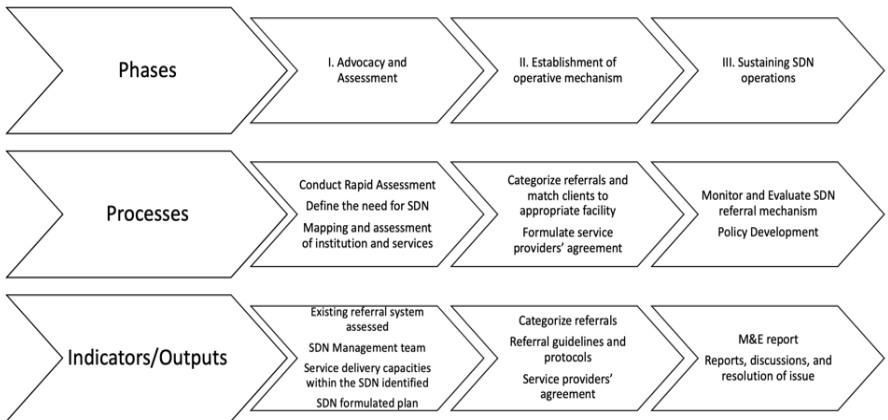 Phases
I. Advocacy and
Assessment
II. Establishment of
operative mechanism
III. Sustaining SDN
operations
Processes
Conduct Rapid Assessment
Define the need for SDN
Mapping and assessment
of institution and services
Categorize referrals and
match clients to
appropriate facility
Formulate service
providers’ agreement
Monitor and Evaluate SDN
referral mechanism
Policy Development
Indicators/Outputs
Existing referral system
assessed
SDN Management team
Service delivery capacities
within the SDN identified
SDN formulated plan
Categorize referrals
Referral guidelines and
protocols
Service providers’
agreement
M&E report
Reports, discussions, and
resolution of issue